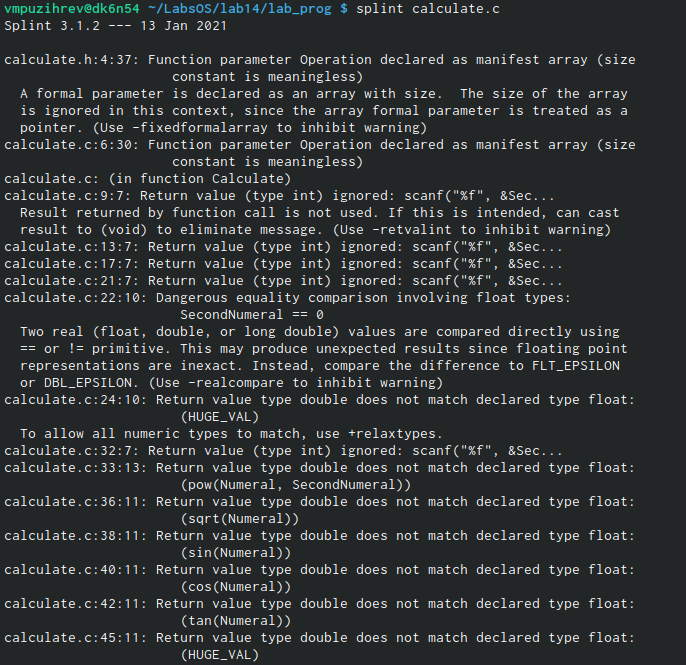 vmpuzihrev@dk6n54 ~/LabsOS/lab14/lab_prog $ splint calculate.c
Splint 3.1.2 --- 13 Jan 2021
calculate.h:4:37: Function parameter Operation declared as manifest array (size
constant is meaningless)
A formal parameter is declared as an array with size.  The size of the array
is ignored in this context, since the array formal parameter is treated as a
pointer. (Use -fixedformalarray to inhibit warning)
calculate.c:6:30: Function parameter Operation declared as manifest array (size
constant is meaningless)
calculate.c: (in function Calculate)
calculate.c:9:7: Return value (type int) ignored: scanf("%f", &Sec...
Result returned by function call is not used. If this is intended, can cast
result to (void) to eliminate message. (Use -retvalint to inhibit warning)
calculate.c:13:7: Return value (type int) ignored: scanf("%f", &Sec...
calculate.c:17:7: Return value (type int) ignored: scanf("%f", &Sec...
calculate.c:21:7: Return value (type int) ignored: scanf("%f", &Sec...
calculate.c:22:10: Dangerous equality comparison involving float types:
SecondNumeral == 0
Two real (float, double, or long double) values are compared directly using
== or != primitive. This may produce unexpected results since floating point
representations are inexact. Instead, compare the difference to FLT_EPSILON
or DBL_EPSILON. (Use -realcompare to inhibit warning)
calculate.c:24:10: Return value type double does not match declared type float:
(HUGE_VAL)
To allow all numeric types to match, use +relaxtypes.
calculate.c:32:7: Return value (type int) ignored: scanf("%f", &Sec...
calculate.c:33:13: Return value type double does not match declared type float:
(pow(Numeral, SecondNumeral))
calculate.c:36:11: Return value type double does not match declared type float:
(sqrt(Numeral))
calculate.c:38:11: Return value type double does not match declared type float:
(sin(Numeral))
calculate.c:40:11: Return value type double does not match declared type float:
(cos(Numeral))
calculate.c:42:11: Return value type double does not match declared type float:
(tan(Numeral))
calculate.c:45:11: Return value type double does not match declared type float:
(HUGE_VAL)